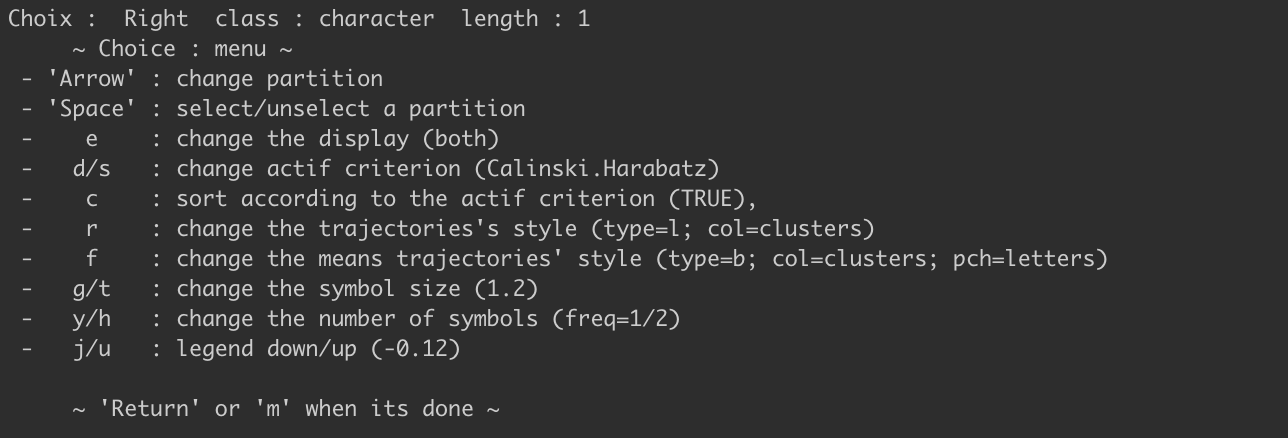 Choix :  Right  class : character  length : 1
     ~ Choice : menu ~
 - 'Arrow' : change partition
 - 'Space' : select/unselect a partition
 -    e    : change the display (both)
 -   d/s   : change actif criterion (Calinski.Harabatz)
 -    c    : sort according to the actif criterion (TRUE),
 -    r    : change the trajectories's style (type=l; col=clusters)
 -    f    : change the means trajectories' style (type=b; col=clusters; pch=letters)
 -   g/t   : change the symbol size (1.2)
 -   y/h   : change the number of symbols (freq=1/2)
 -   j/u   : legend down/up (-0.12)
     ~ 'Return' or 'm' when its done ~